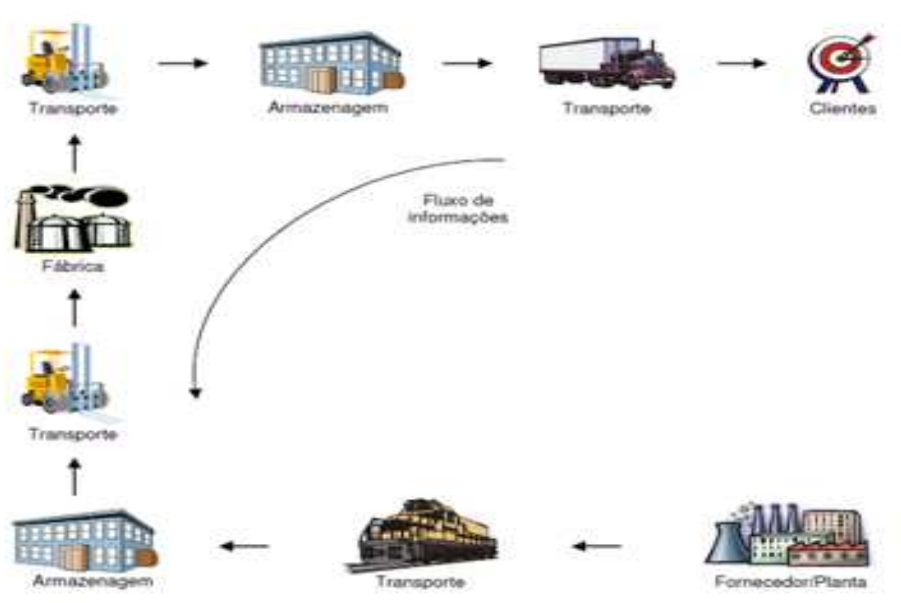 Transporte
Armazenagem
Transporte
Clientes
Fluxo de
informações
Fábrica
Transporte
Armazenagem
Transporte
Fornecedor/Planta